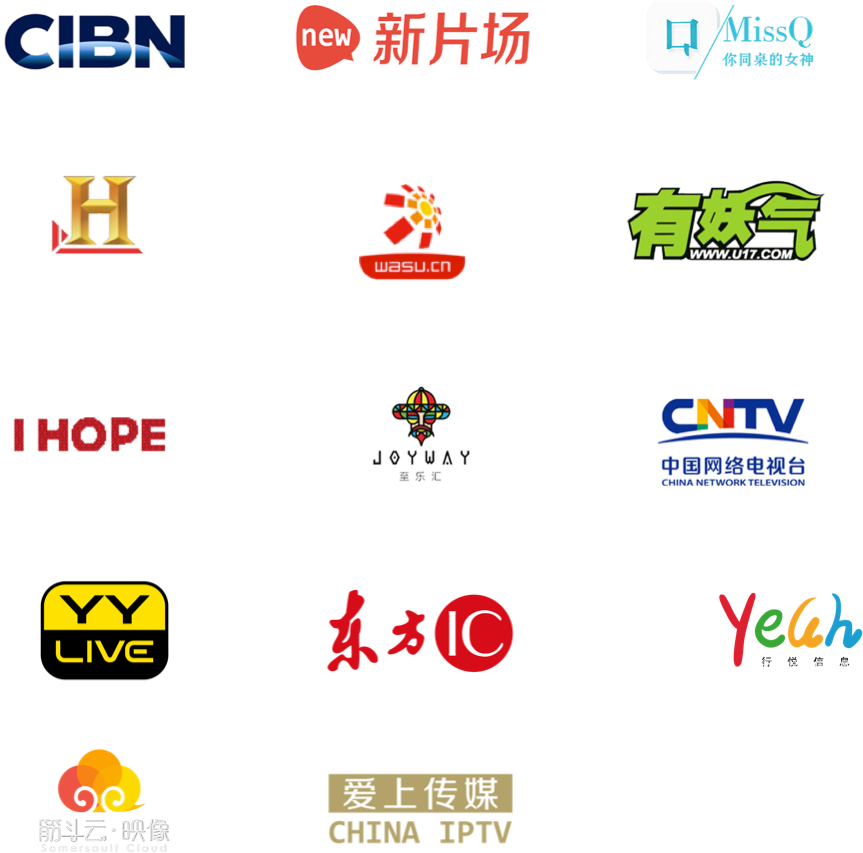 CIBN
new 新片场
MissQ
你同桌的女神
H
wasu.cn
有妖气
WWW.U17.COM
I HOPE
JOYWAY
至乐汇
CNTV
中国网络电视台
CHINA NETWORK TELEVISION
YY
LIVE
东方IC
Yeah
行悦信息
筋斗云·映像
Somersault Cloud
爱上传媒
CHINA IPTV